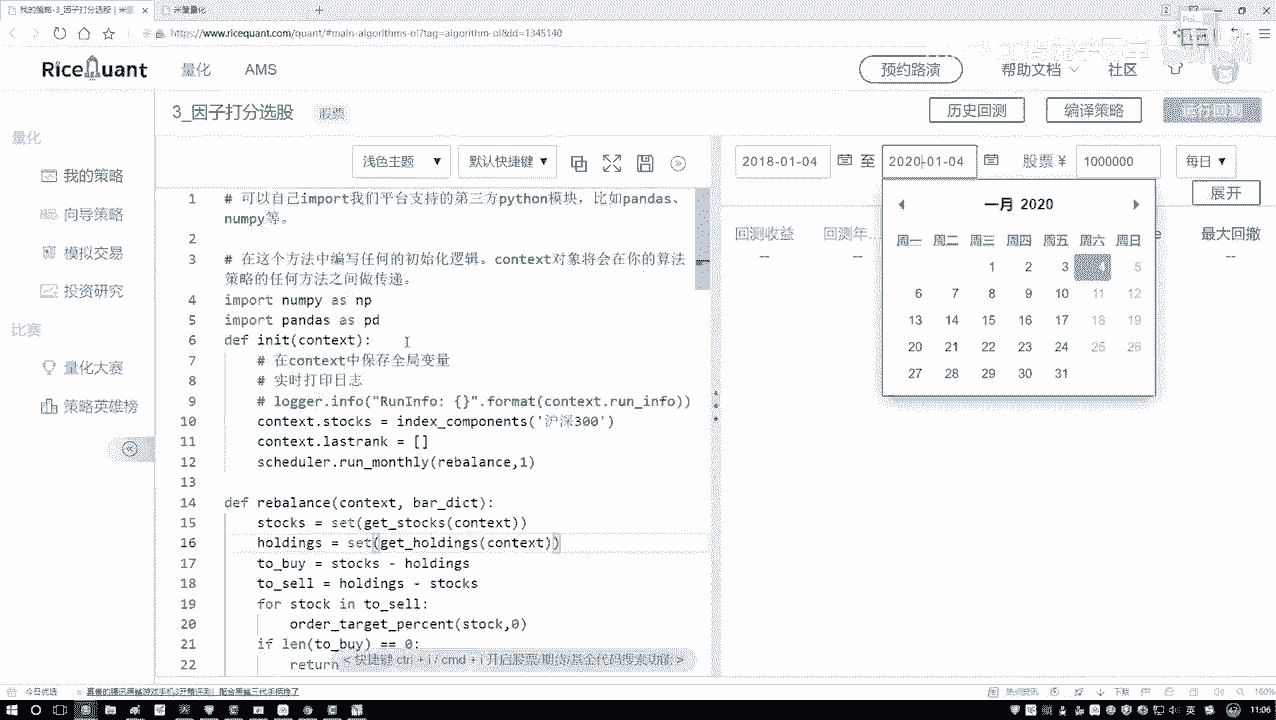 我的策略-3_因子打分选股 | 米
米筐量化
https://www.ricequant.com/quant/#main-algorithms-ol?tag=algorithm-ol&id=1345140
RiceQuant 量化 AMS 预约路演 帮助文档 社区
3_因子打分选股 股票 历史回测 编译策略 运行回测
量化
我的策略
向导策略
模拟交易
投资研究
比赛
量化大赛
策略英雄榜
浅色主题 默认快捷键
1 # 可以自己import我们平台支持的第三方python模块，比如pandas、
numpy等。
2
3 # 在这个方法中编写任何的初始化逻辑。context对象将会在你的算法
策略的任何方法之间做传递。
4 import numpy as np
5 import pandas as pd
6 def init(context):
7 # 在context中保存全局变量
8 # 实时打印日志
9 # logger.info("RunInfo: {}".format(context.run_info))
10 context.stocks = index_components('沪深300')
11 context.lastrank = []
12 scheduler.run_monthly(rebalance,1)
13
14 def rebalance(context, bar_dict):
15 stocks = set(get_stocks(context))
16 holdings = set(get_holdings(context))
17 to_buy = stocks - holdings
18 to_sell = holdings - stocks
19 for stock in to_sell:
20 order_target_percent(stock,0)
21 if len(to_buy) == 0:
22 return
< 快捷键 ctrl + i / cmd + i 开启股票/期货/基金代码搜索功能 >
2018-01-04 至 2020-01-04 股票 ¥ 1000000 每日
展开
回测收益 回测年... 最大回撤
-- -- --
一月 2020
周一 周二 周三 周四 周五 周六 周日
1 2 3 4 5
6 7 8 9 10 11 12
13 14 15 16 17 18 19
20 21 22 23 24 25 26
27 28 29 30 31
今日优选
热点资讯 下载 160%
英 11:06